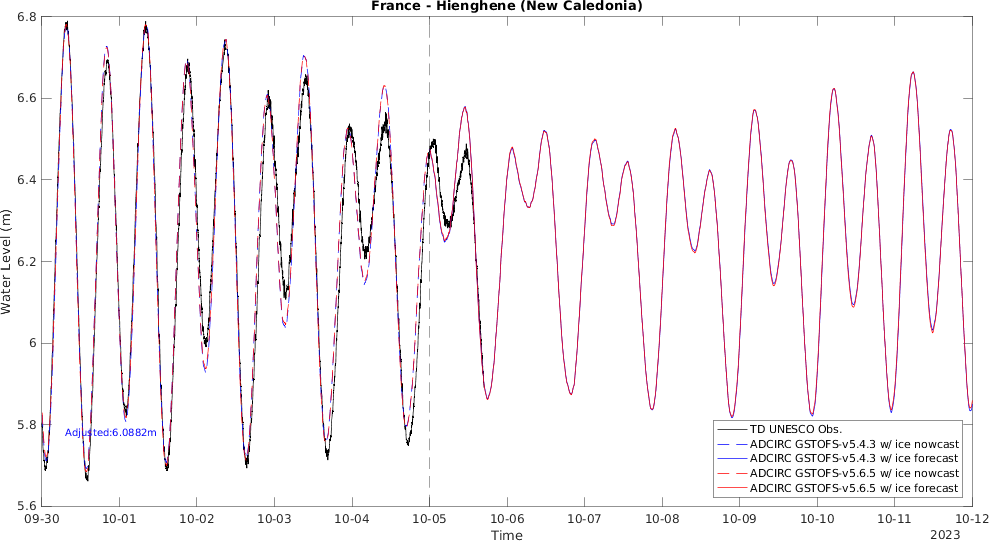 France - Hienghene (New Caledonia)
6.8
6.6
6.4
6.2
6
5.8
5.6
Water Level (m)
Adjusted:6.0882m
TD UNESCO Obs.
ADCIRC GSTOFS-v5.4.3 w/ ice nowcast
ADCIRC GSTOFS-v5.4.3 w/ ice forecast
ADCIRC GSTOFS-v5.6.5 w/ ice nowcast
ADCIRC GSTOFS-v5.6.5 w/ ice forecast
09-30 10-01 10-02 10-03 10-04 10-05 10-06 10-07 10-08 10-09 10-10 10-11 10-12
Time
2023